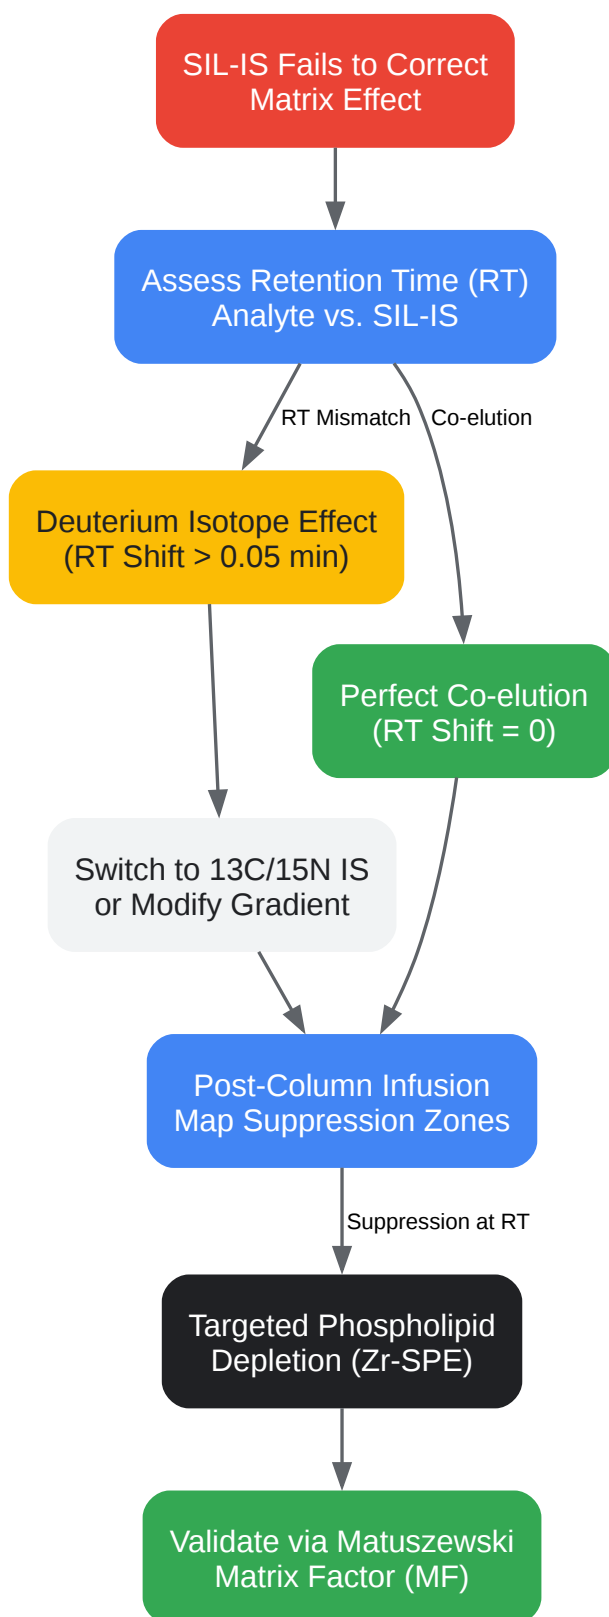 SIL-IS Fails to Correct
Matrix Effect
Assess Retention Time (RT)
Analyte vs. SIL-IS
RT Mismatch
Co-elution
Deuterium Isotope Effect
(RT Shift > 0.05 min)
Perfect Co-elution
(RT Shift = 0)
Switch to 13C/15N IS
or Modify Gradient
Post-Column Infusion
Map Suppression Zones
Suppression at RT
Targeted Phospholipid
Depletion (Zr-SPE)
Validate via Matuszewski
Matrix Factor (MF)